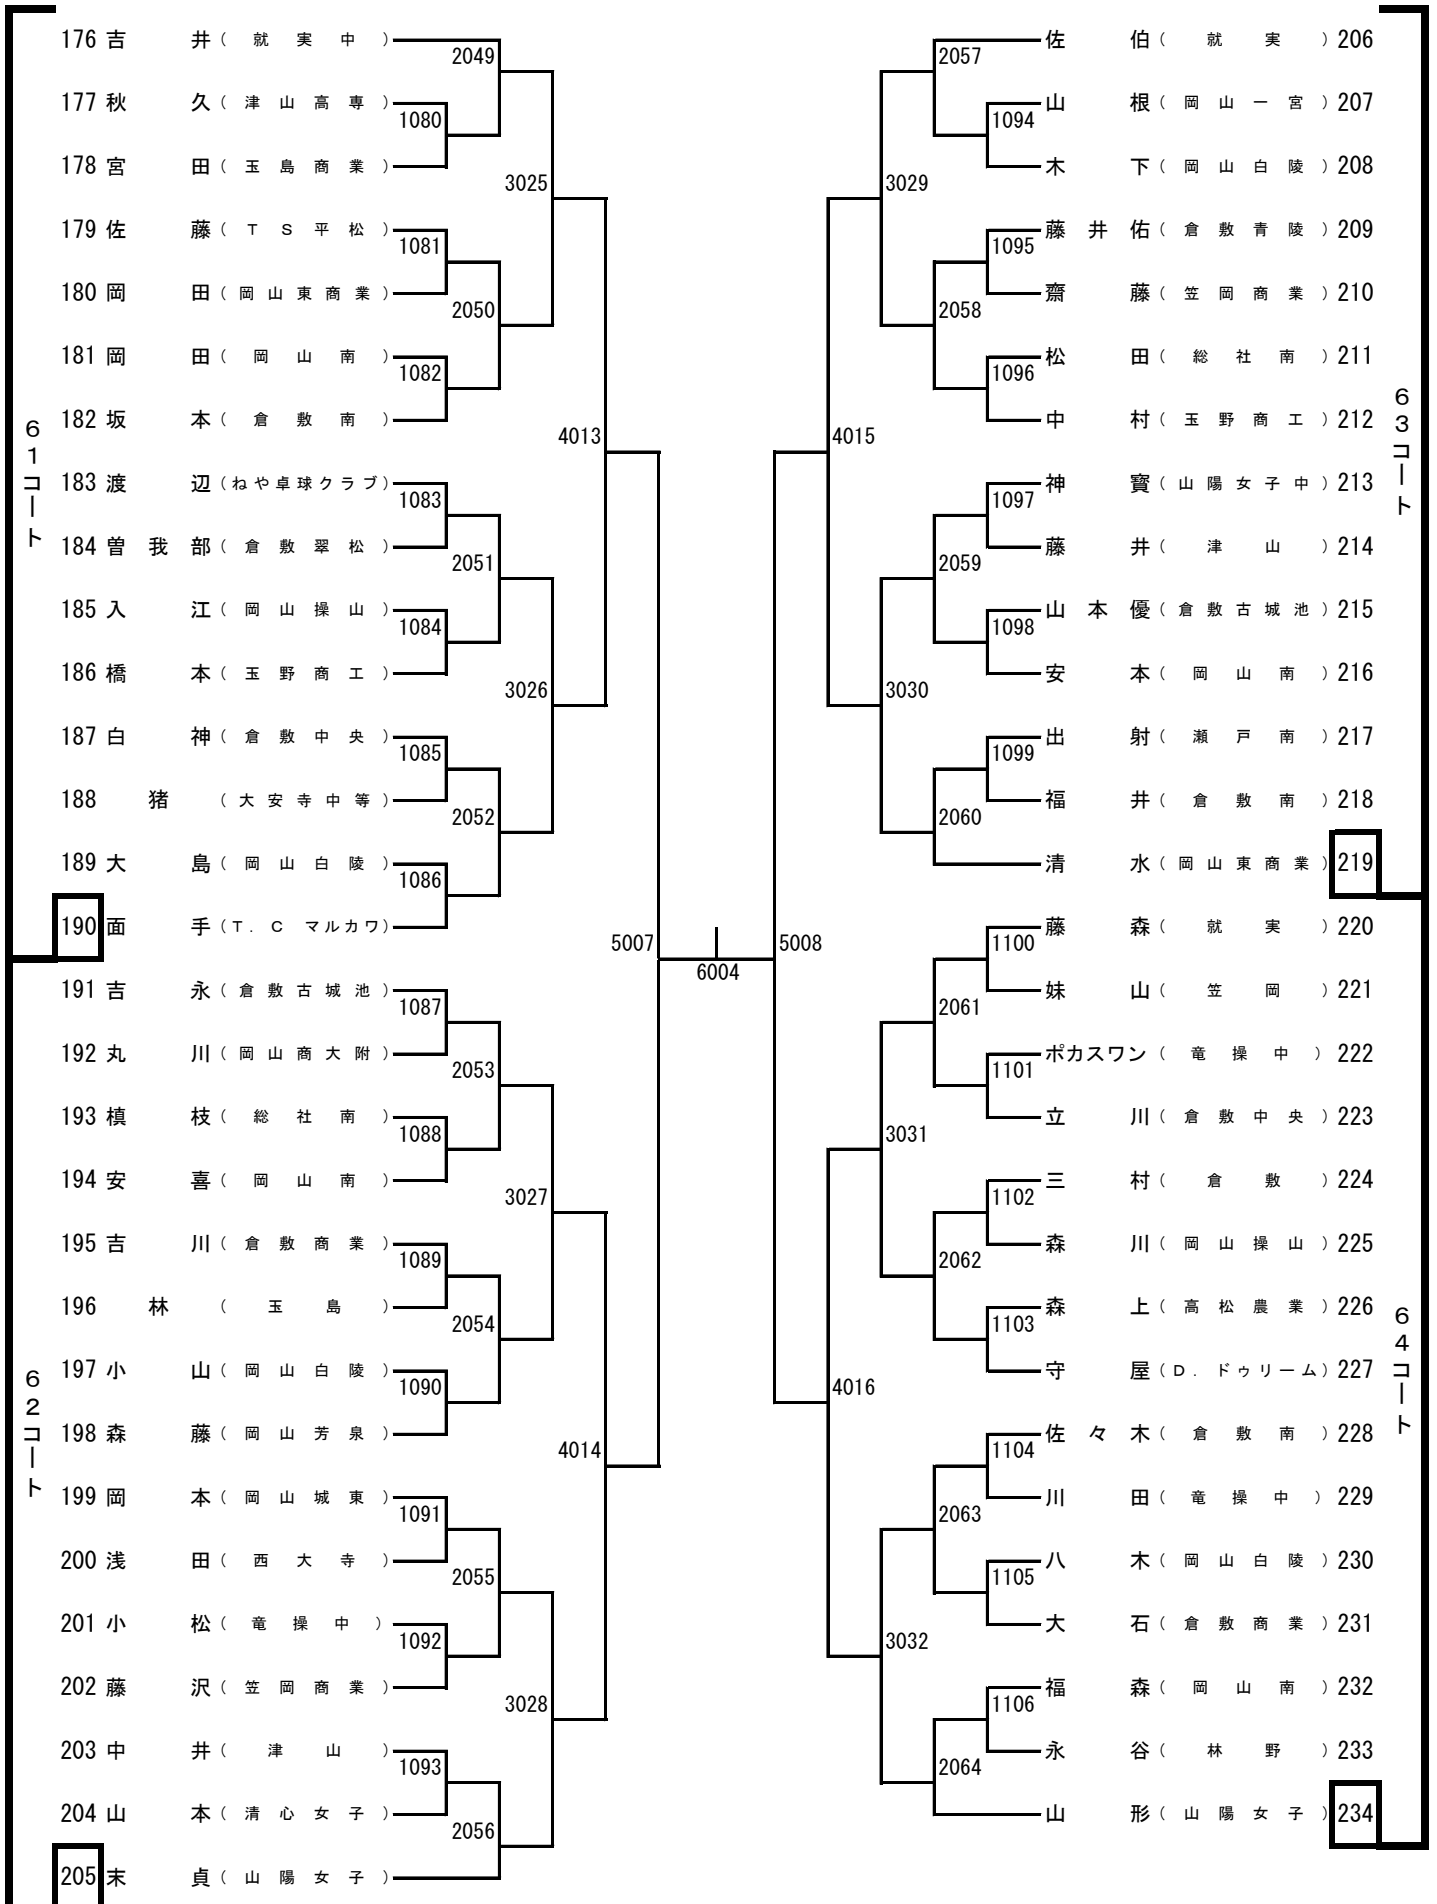 61コート
176 吉井（就実中）
2049
177 秋久（津山高専）
1080
178 宮田（玉島商業）
3025
179 佐藤（TS平松）
1081
180 岡田（岡山東商業）
2050
181 岡田（岡山南）
1082
182 坂本（倉敷南）
4013
183 渡辺（ねや卓球クラブ）
1083
184 曽我部（倉敷翠松）
2051
185 入江（岡山操山）
1084
186 橋本（玉野商工）
3026
187 白神（倉敷中央）
1085
188 猪（大安寺中等）
2052
189 大島（岡山白陵）
1086
190 面手（T．C マルカワ）
5007
62コート
191 吉永（倉敷古城池）
1087
192 丸川（岡山商大附）
2053
193 槙枝（総社南）
1088
194 安喜（岡山南）
3027
195 吉川（倉敷商業）
1089
196 林（玉島）
2054
197 小山（岡山白陵）
1090
198 森藤（岡山芳泉）
4014
199 岡本（岡山城東）
1091
200 浅田（西大寺）
2055
201 小松（竜操中）
1092
202 藤沢（笠岡商業）
3028
203 中井（津山）
1093
204 山本（清心女子）
2056
205 末貞（山陽女子）
6004
63コート
佐伯（就実）206
2057
山根（岡山一宮）207
1094
木下（岡山白陵）208
3029
藤井佑（倉敷青陵）209
1095
齋藤（笠岡商業）210
2058
松田（総社南）211
1096
中村（玉野商工）212
4015
神寳（山陽女子中）213
1097
藤井（津山）214
2059
山本優（倉敷古城池）215
1098
安本（岡山南）216
3030
出射（瀬戸南）217
1099
福井（倉敷南）218
2060
清水（岡山東商業）219
5008
64コート
藤森（就実）220
1100
妹山（笠岡）221
2061
ポカスワン（竜操中）222
1101
立川（倉敷中央）223
3031
三村（倉敷）224
1102
森川（岡山操山）225
2062
森上（高松農業）226
1103
守屋（D．ドゥリーム）227
4016
佐々木（倉敷南）228
1104
川田（竜操中）229
2063
八木（岡山白陵）230
1105
大石（倉敷商業）231
3032
福森（岡山南）232
1106
永谷（林野）233
2064
山形（山陽女子）234